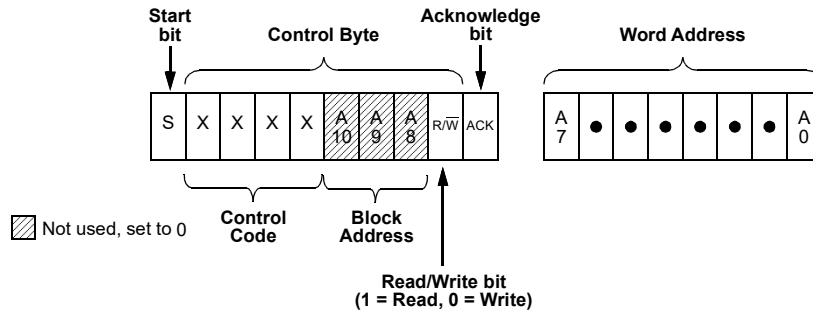 Start
bit
Control Byte
Acknowledge
bit
Word Address
S X X X X A
10 A
9 A
8 R/W̅ ACK
A
7 ● ● ● ● ● ● A
0
Control
Code
Block
Address
Not used, set to 0
Read/Write bit
(1 = Read, 0 = Write)